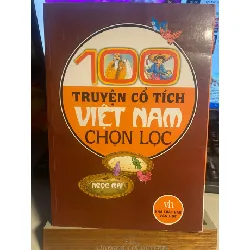 100
TRUYỆN CỔ TÍCH
VIỆT NAM
CHỌN LỌC
NGỌC MAI